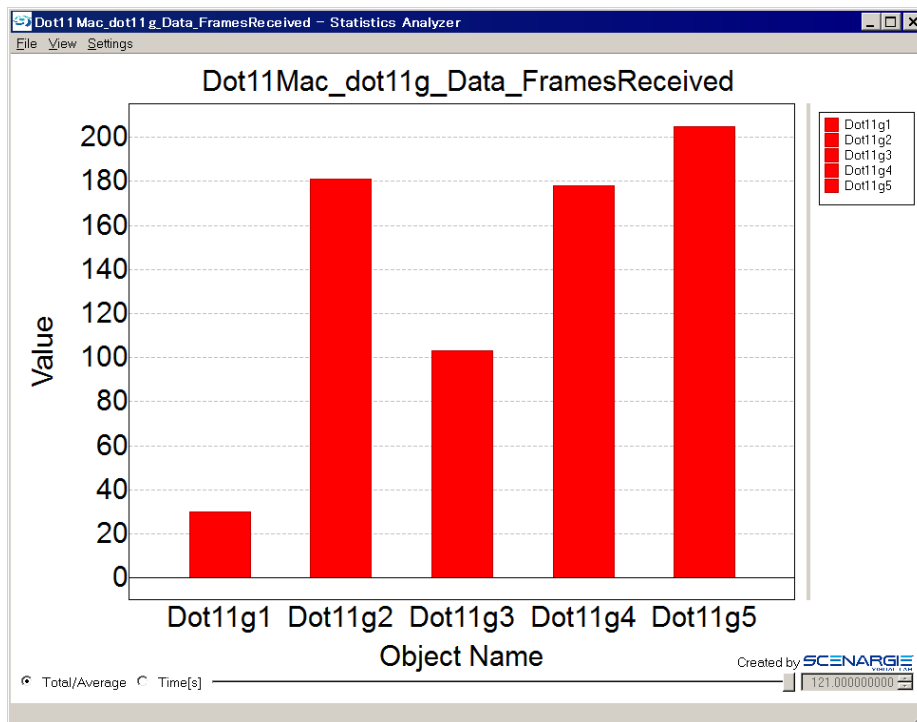 Dot11Mac_dot11g_Data_FramesReceived - Statistics Analyzer
File View Settings
Dot11Mac_dot11g_Data_FramesReceived
Value
200
180
160
140
120
100
80
60
40
20
0
Dot11g1 Dot11g2 Dot11g3 Dot11g4 Dot11g5
Object Name
Dot11g1
Dot11g2
Dot11g3
Dot11g4
Dot11g5
Created by SCENARGIE
VISUAL LAB
Total/Average Time[s] 121.000000000